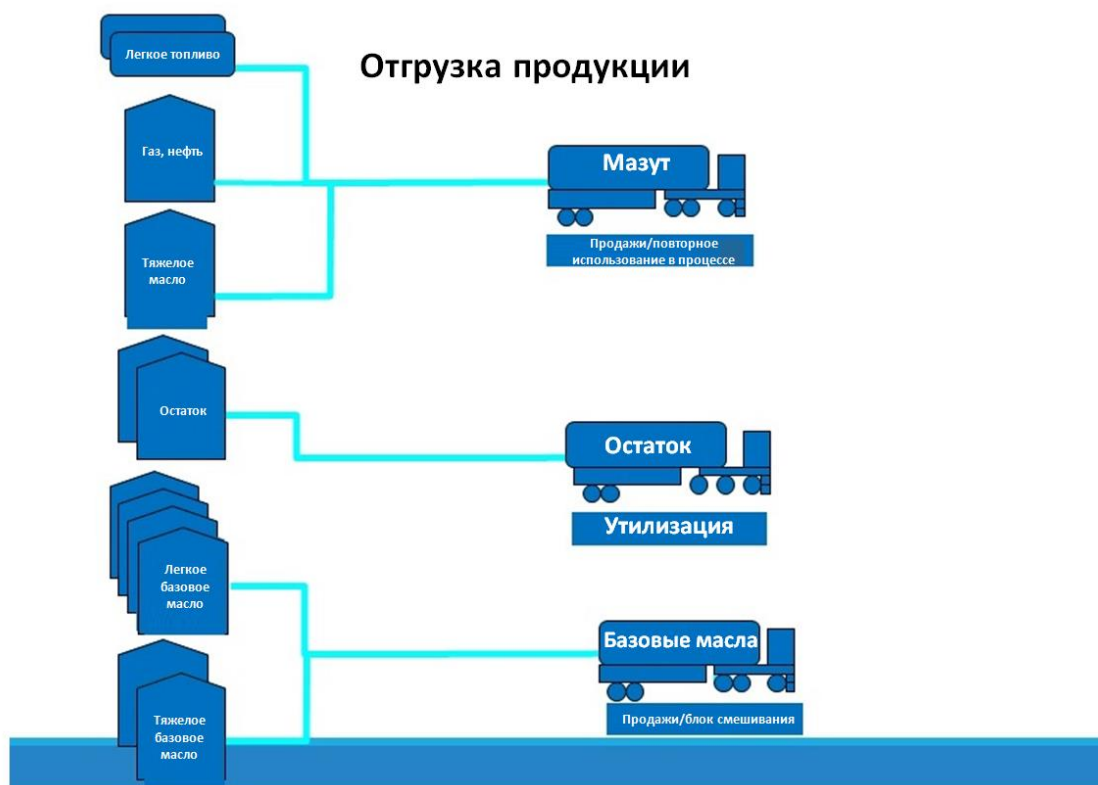 Отгрузка продукции
Легкое топливо
Газ, нефть
Мазут
Продажи/повторное
использование в процессе
Тяжелое
масло
Остаток
Остаток
Утилизация
Легкое
базовое
масло
Базовые масла
Продажи/блок смешивания
Тяжелое
базовое
масло